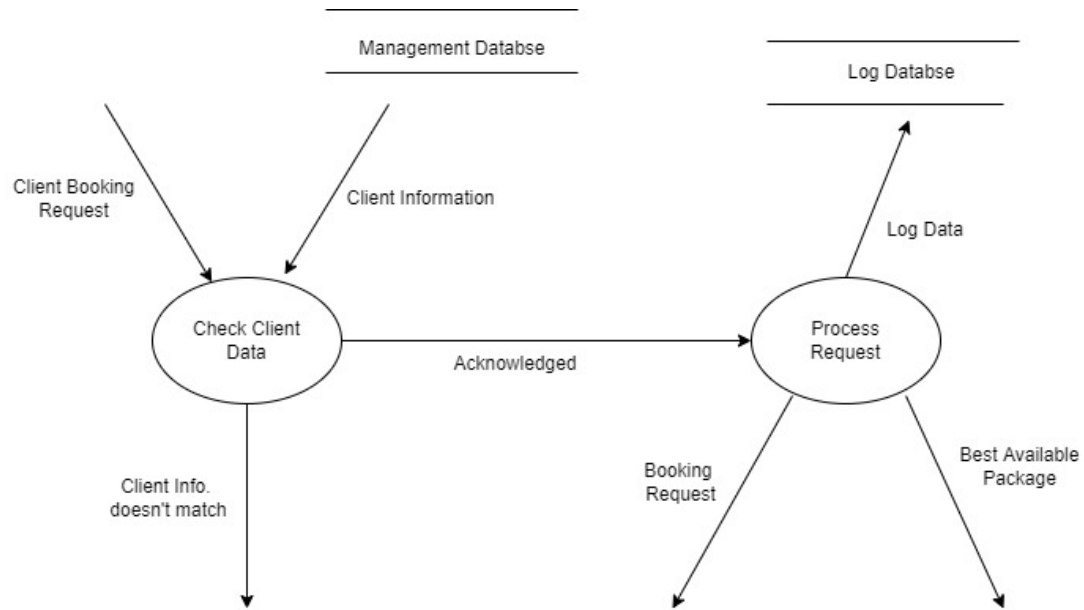 Management Databse
Log Databse
Client Booking
Request
Client Information
Log Data
Check Client
Data
Process
Request
Acknowledged
Client Info.
doesn't match
Booking
Request
Best Available
Package